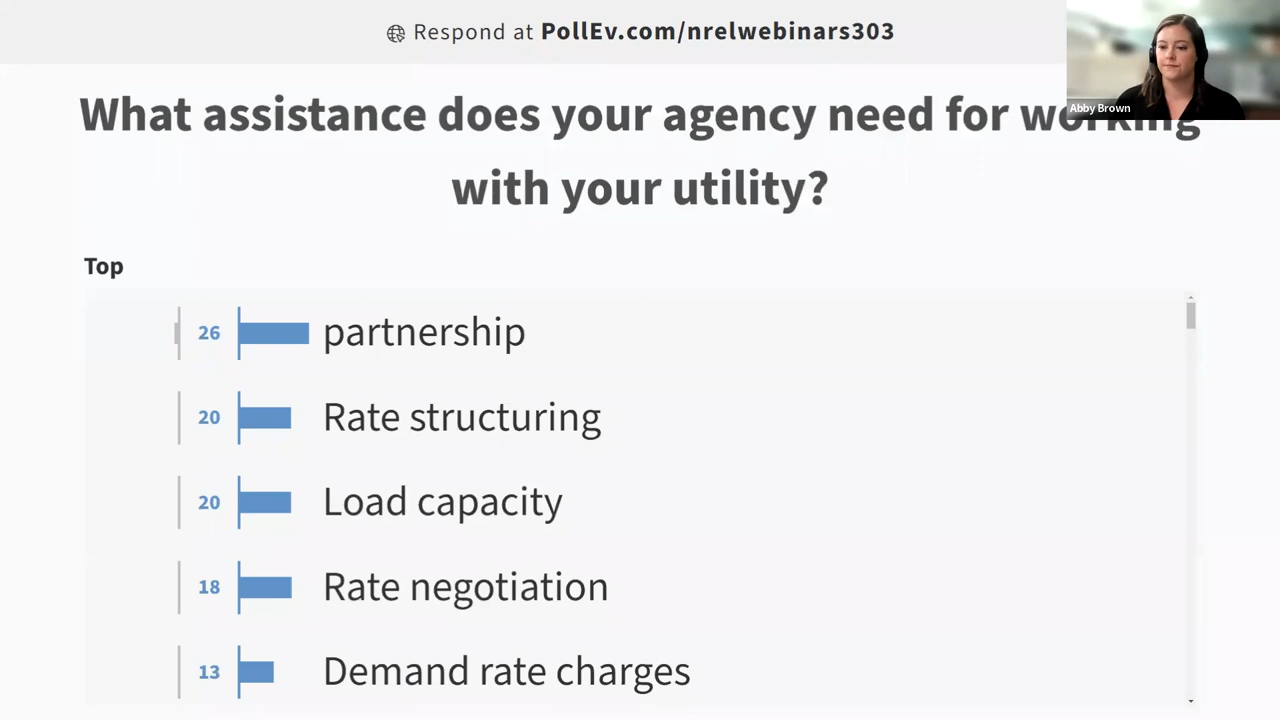 Respond at PollEv.com/nrelwebinars303
Abby Brown
What assistance does your agency need for working
with your utility?
Top
26 partnership
20 Rate structuring
20 Load capacity
18 Rate negotiation
13 Demand rate charges